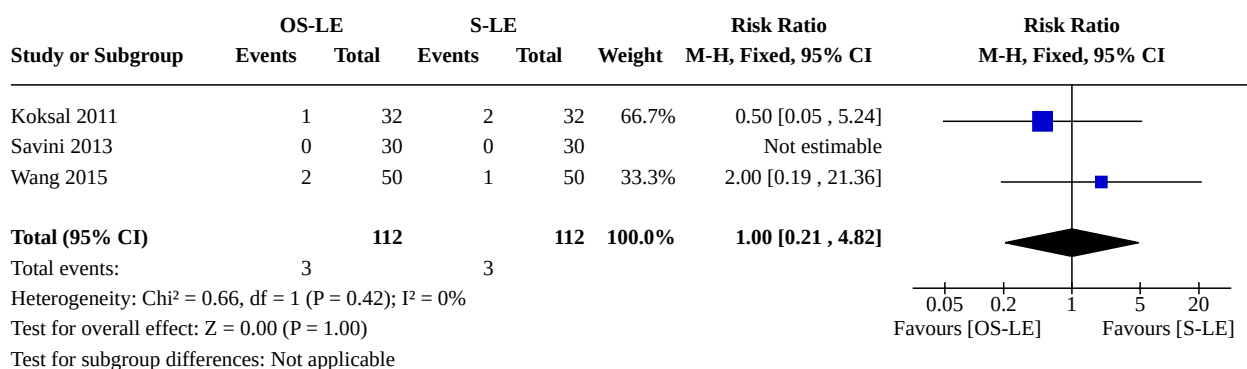 OS-LE S-LE Risk Ratio Risk Ratio
Study or Subgroup Events Total Events Total Weight M-H, Fixed, 95% CI M-H, Fixed, 95% CI
Koksal 2011 1 32 2 32 66.7% 0.50 [0.05 , 5.24]
Savini 2013 0 30 0 30 Not estimable
Wang 2015 2 50 1 50 33.3% 2.00 [0.19 , 21.36]
Total (95% CI) 112 112 100.0% 1.00 [0.21 , 4.82]
Total events: 3 3
Heterogeneity: Chi² = 0.66, df = 1 (P = 0.42); I² = 0%
Test for overall effect: Z = 0.00 (P = 1.00)
Test for subgroup differences: Not applicable
0.05 0.2 1 5 20
Favours [OS-LE] Favours [S-LE]